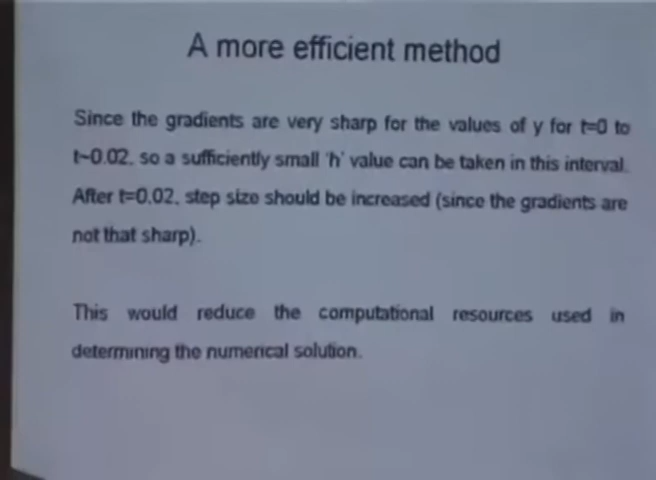 A more efficient method
Since the gradients are very sharp for the values of y for t=0 to
t~0.02, so a sufficiently small 'h' value can be taken in this interval.
After t=0.02, step size should be increased (since the gradients are
not that sharp).
This would reduce the computational resources used in
determining the numerical solution.